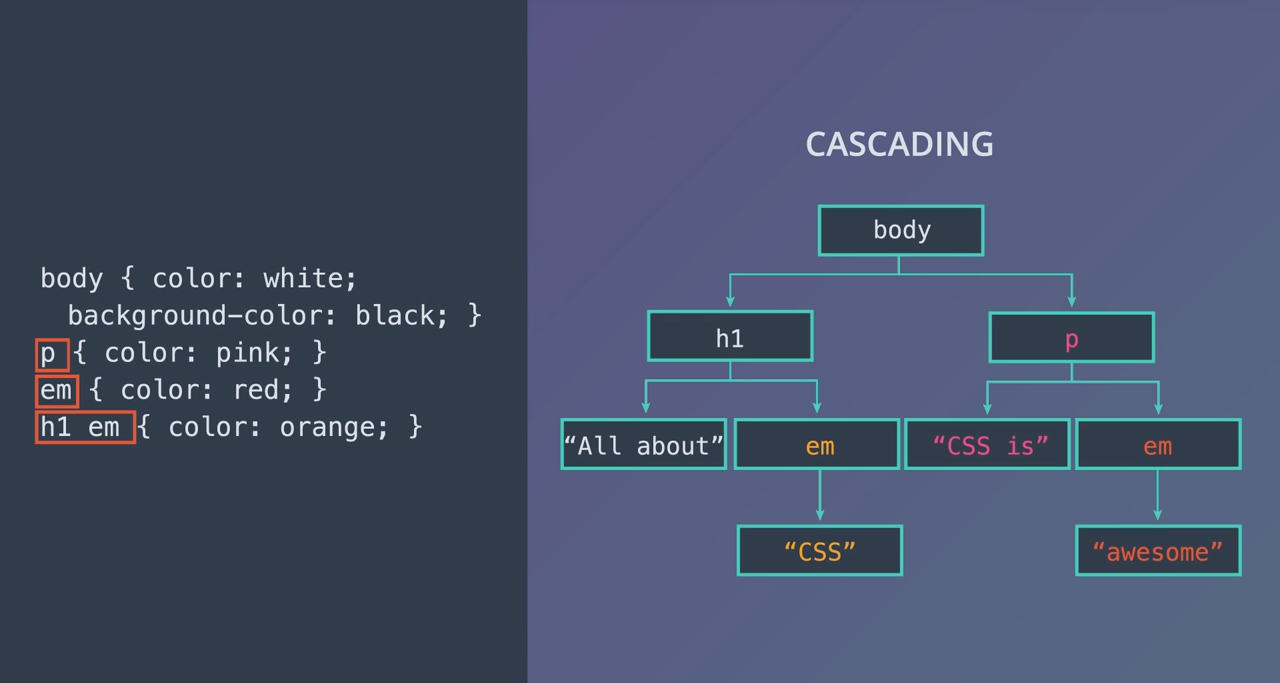 body { color: white;
background-color: black; }
p { color: pink; }
em { color: red; }
h1 em { color: orange; }
CASCADING
body
h1
p
“All about”
em
“CSS is”
em
“CSS”
“awesome”